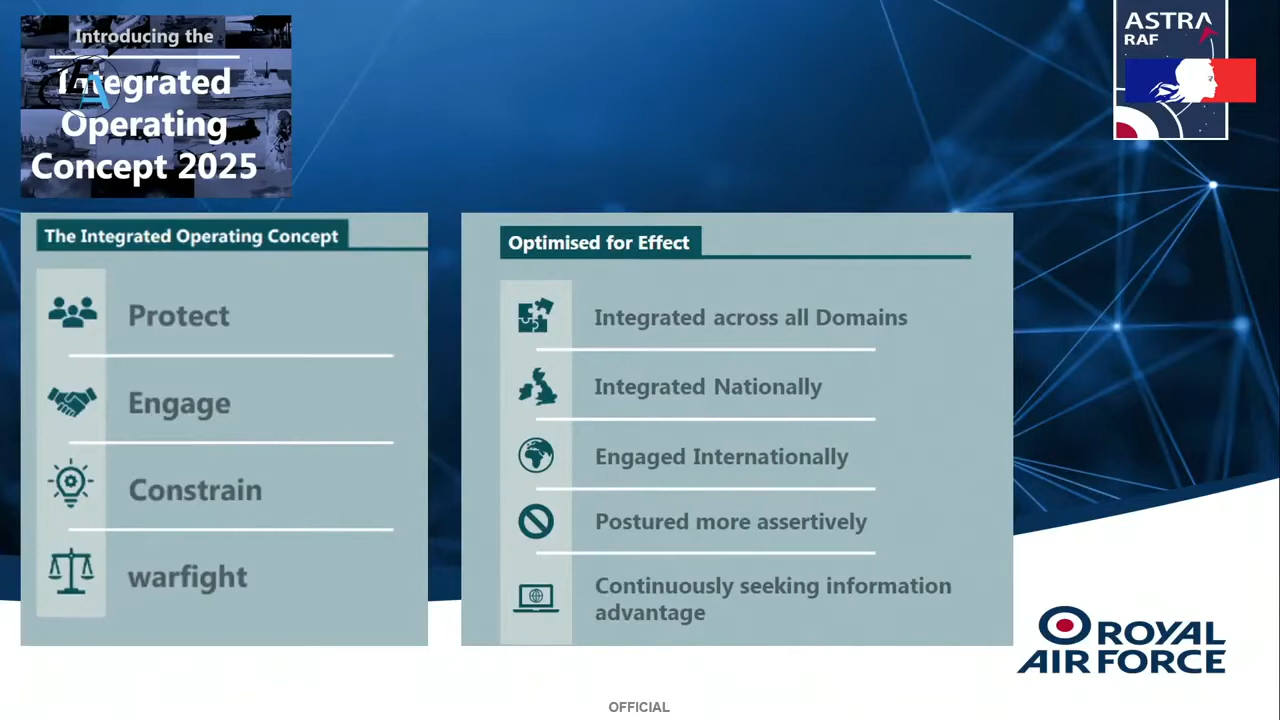 Introducing the
Integrated
Operating
Concept 2025
ASTRA
RAF
The Integrated Operating Concept
Protect
Engage
Constrain
warfight
Optimised for Effect
Integrated across all Domains
Integrated Nationally
Engaged Internationally
Postured more assertively
Continuously seeking information
advantage
ROYAL
AIR FORCE
OFFICIAL